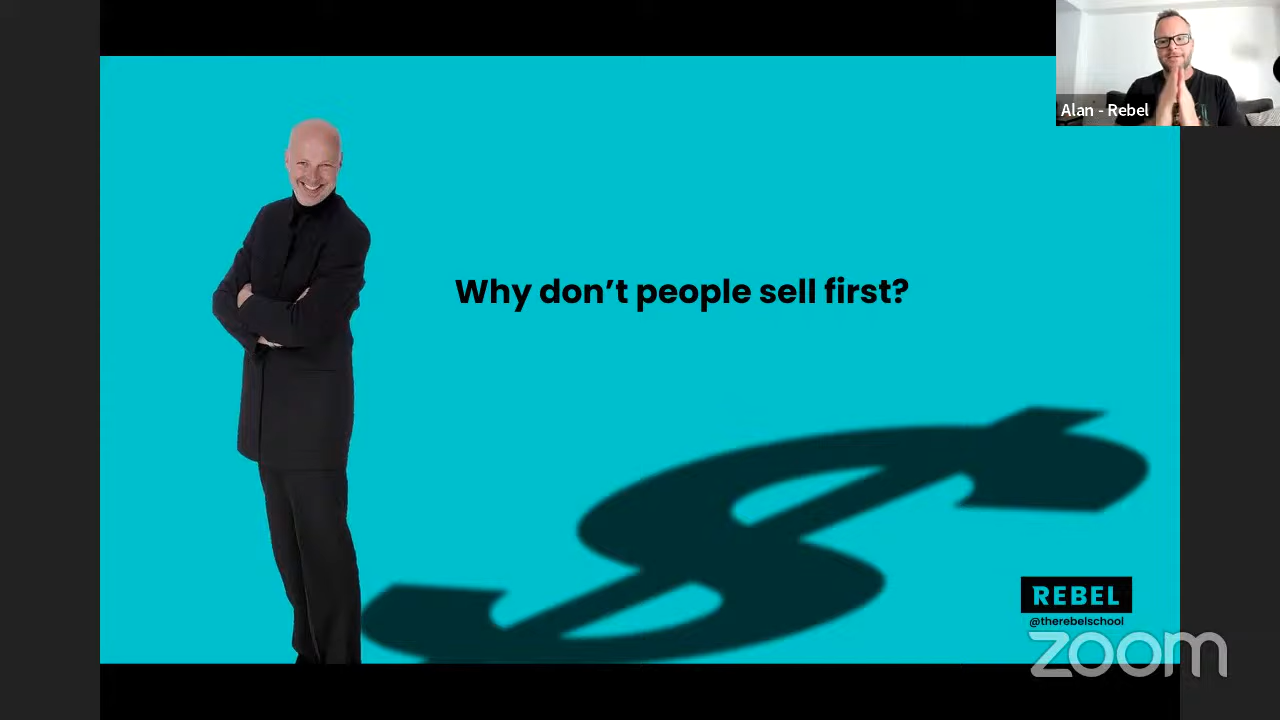 Alan - Rebel
Why don’t people sell first?
REBEL
@therebelschool
zoom